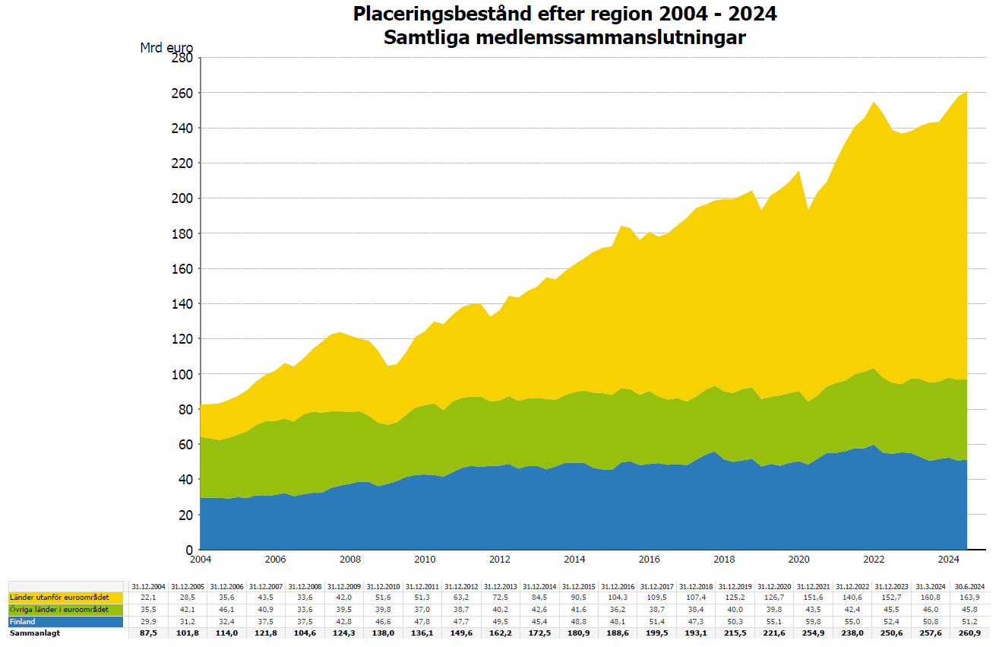 Placeringsbestånd efter region 2004 - 2024
Samtliga medlemssammanslutningar
Mrd euro
280
260
240
220
200
180
160
140
120
100
80
60
40
20
0
2004 2006 2008 2010 2012 2014 2016 2018 2020 2022 2024
31.12.2004 31.12.2005 31.12.2006 31.12.2007 31.12.2008 31.12.2009 31.12.2010 31.12.2011 31.12.2012 31.12.2013 31.12.2014 31.12.2015 31.12.2016 31.12.2017 31.12.2018 31.12.2019 31.12.2020 31.12.2021 31.12.2022 31.12.2023 31.3.2024 30.6.2024
Länder utanför euroområdet 22,1 28,5 35,6 43,5 33,6 42,0 51,6 51,3 63,2 72,5 84,5 90,5 104,3 109,5 107,4 125,2 126,7 151,6 140,6 152,7 160,8 163,9
Övriga länder i euroområdet 35,5 42,1 46,1 40,9 33,6 39,5 39,8 37,0 38,7 40,2 42,6 41,6 36,2 38,7 38,4 40,0 39,8 43,5 42,4 45,5 46,0 45,8
Finland 29,9 31,2 32,4 37,5 37,5 42,8 46,6 47,8 47,7 49,5 45,4 48,8 48,1 51,4 47,3 50,3 55,1 59,8 55,0 52,4 50,8 51,2
Sammanlagt 87,5 101,8 114,0 121,8 104,6 124,3 138,0 136,1 149,6 162,2 172,5 180,9 188,6 199,5 193,1 215,5 221,6 254,9 238,0 250,6 257,6 260,9